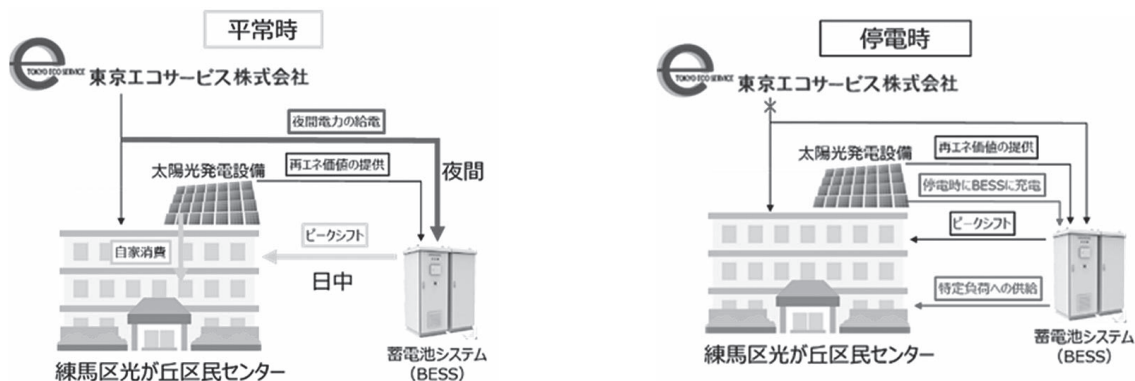 平常時
e
TOKYO ECO SERVICE
東京エコサービス株式会社
夜間電力の給電
太陽光発電設備
再エネ価値の提供
夜間
自家消費
ピークシフト
日中
蓄電池システム
(BESS)
練馬区光が丘区民センター
停電時
e
TOKYO ECO SERVICE
東京エコサービス株式会社
太陽光発電設備
再エネ価値の提供
停電時にBESSに充電
ピークシフト
特定負荷への供給
蓄電池システム
(BESS)
練馬区光が丘区民センター